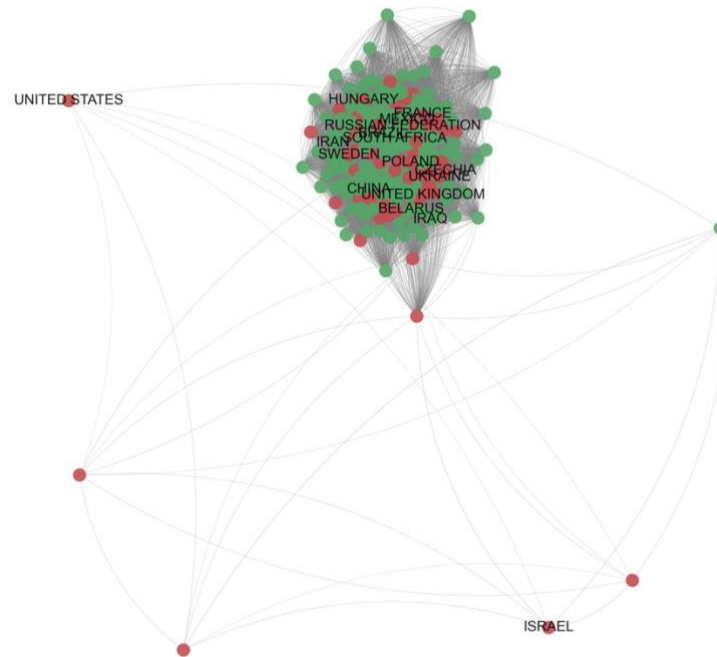 UNITED STATES
HUNGARY
FRANCE
MEXICO
RUSSIAN FEDERATION
BRAZIL
SOUTH AFRICA
IRAN
SWEDEN
POLAND
CZECHIA
UKRAINE
CHINA
UNITED KINGDOM
BELARUS
IRAQ
ISRAEL